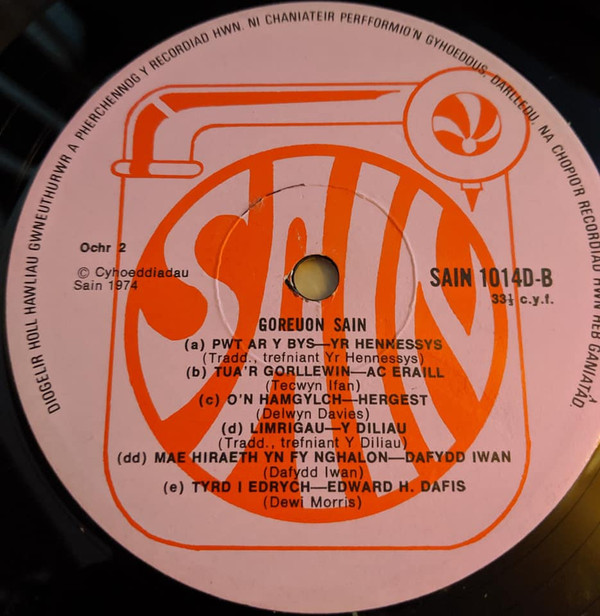 DIOGELIR HOLL HAWLIAU GWNEUTHURWR A PHERCHENNOG Y RECORDIAD HWN. NI CHANIATEIR PERFFORMIO'N GYHOEDDUS, DARLLEDU, NA CHOPIO'R RECORDIAD HWN HEB GANIATÂD.
SAIN
Ochr 2
© Cyhoeddiadau
Sain 1974
SAIN 1014D-B
33⅓ c.y.f.
GOREUON SAIN
(a) PWT AR Y BYS—YR HENNESSYS
(Tradd., trefniant Yr Hennessys)
(b) TUA'R GORLLEWIN—AC ERAILL
(Tecwyn Ifan)
(c) O'N HAMGYLCH—HERGEST
(Delwyn Davies)
(d) LIMRIGAU—Y DILIAU
(Tradd., trefniant Y Diliau)
(dd) MAE HIRAETH YN FY NGHALON—DAFYDD IWAN
(Dafydd Iwan)
(e) TYRD I EDRYCH—EDWARD H. DAFIS
(Dewi Morris)